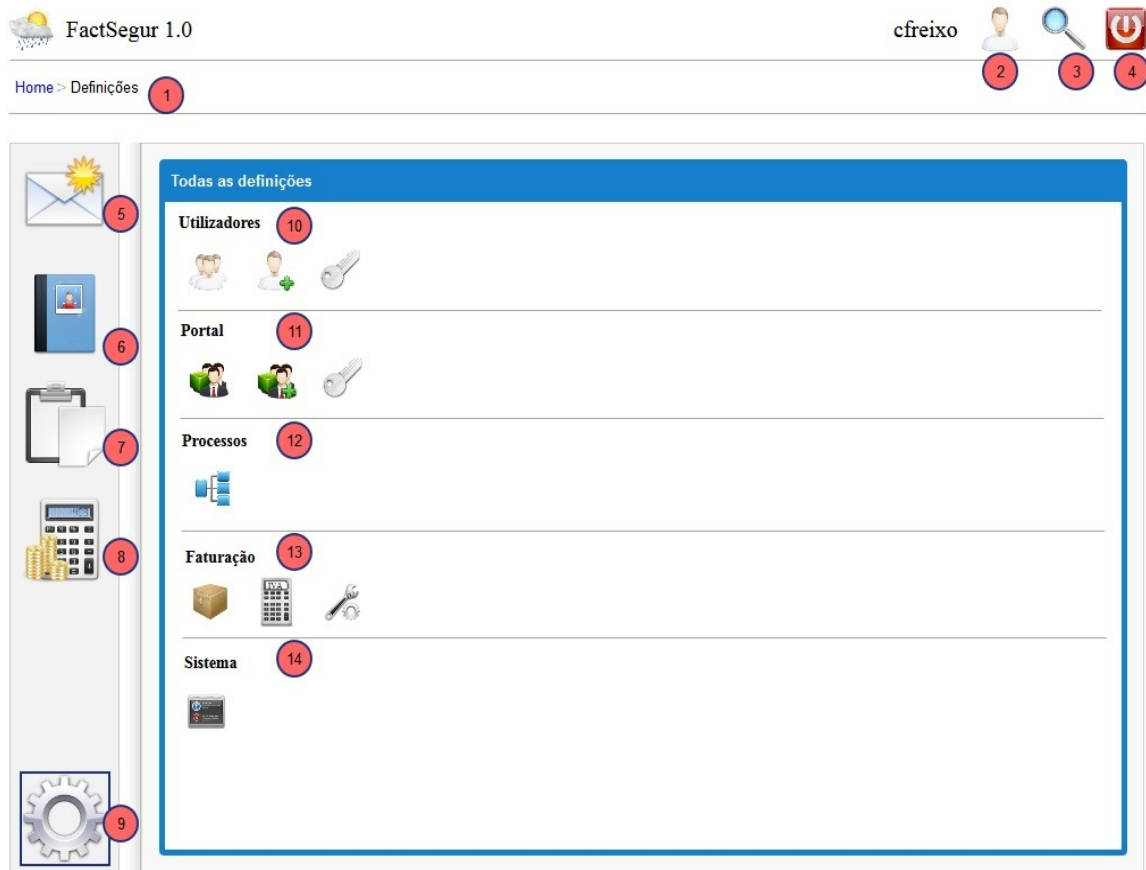 FactSegur 1.0
cfreixo
2
3
4
Home > Definições
1
5
6
7
8
9
Todas as definições
Utilizadores
10
Portal
11
Processos
12
Faturação
13
IVA
Sistema
14